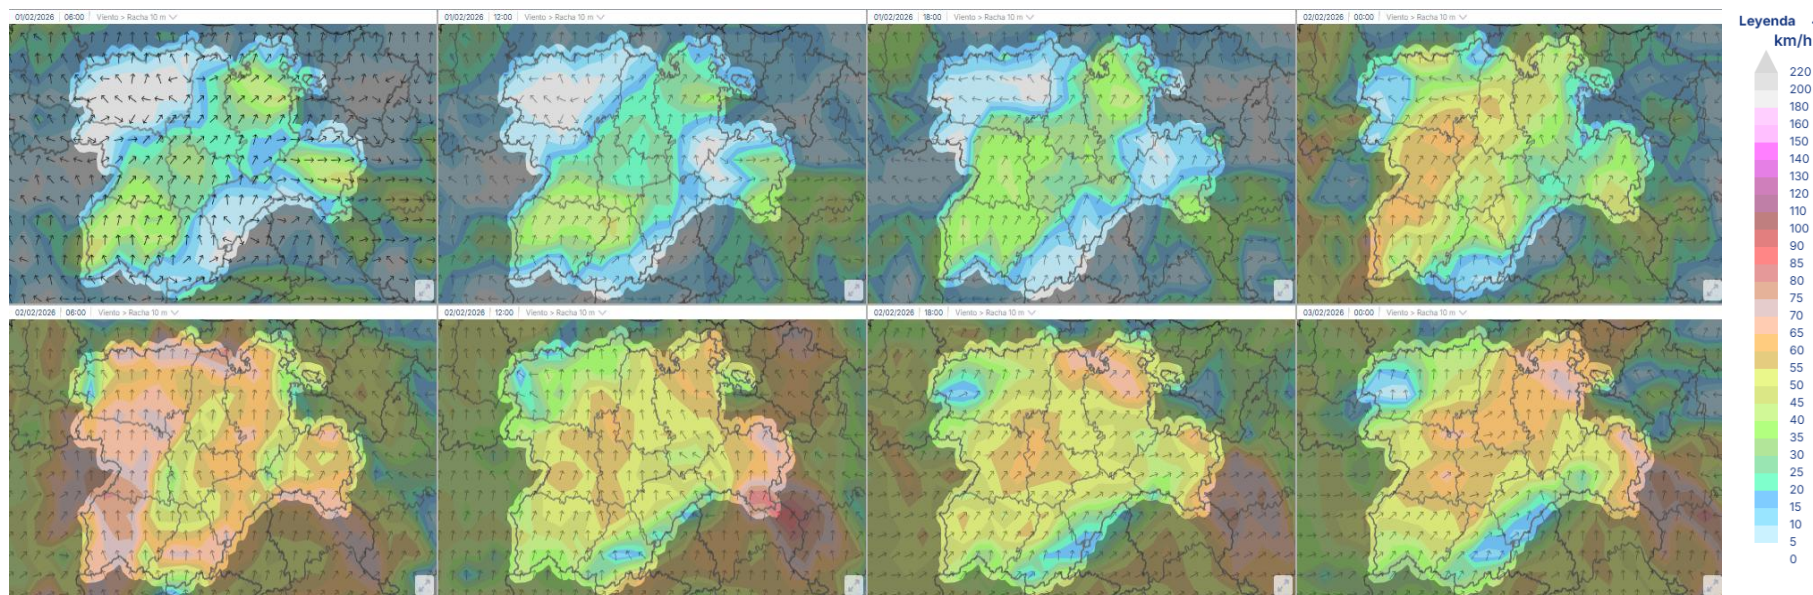 01/02/2026 06:00 Viento > Racha 10 m
01/02/2026 12:00 Viento > Racha 10 m
01/02/2026 18:00 Viento > Racha 10 m
02/02/2026 00:00 Viento > Racha 10 m
Leyenda
km/h
220
200
180
160
150
140
130
120
110
100
90
85
80
75
70
65
60
55
50
45
40
35
30
25
20
15
10
5
0
02/02/2026 06:00 Viento > Racha 10 m
02/02/2026 12:00 Viento > Racha 10 m
02/02/2026 18:00 Viento > Racha 10 m
03/02/2026 00:00 Viento > Racha 10 m